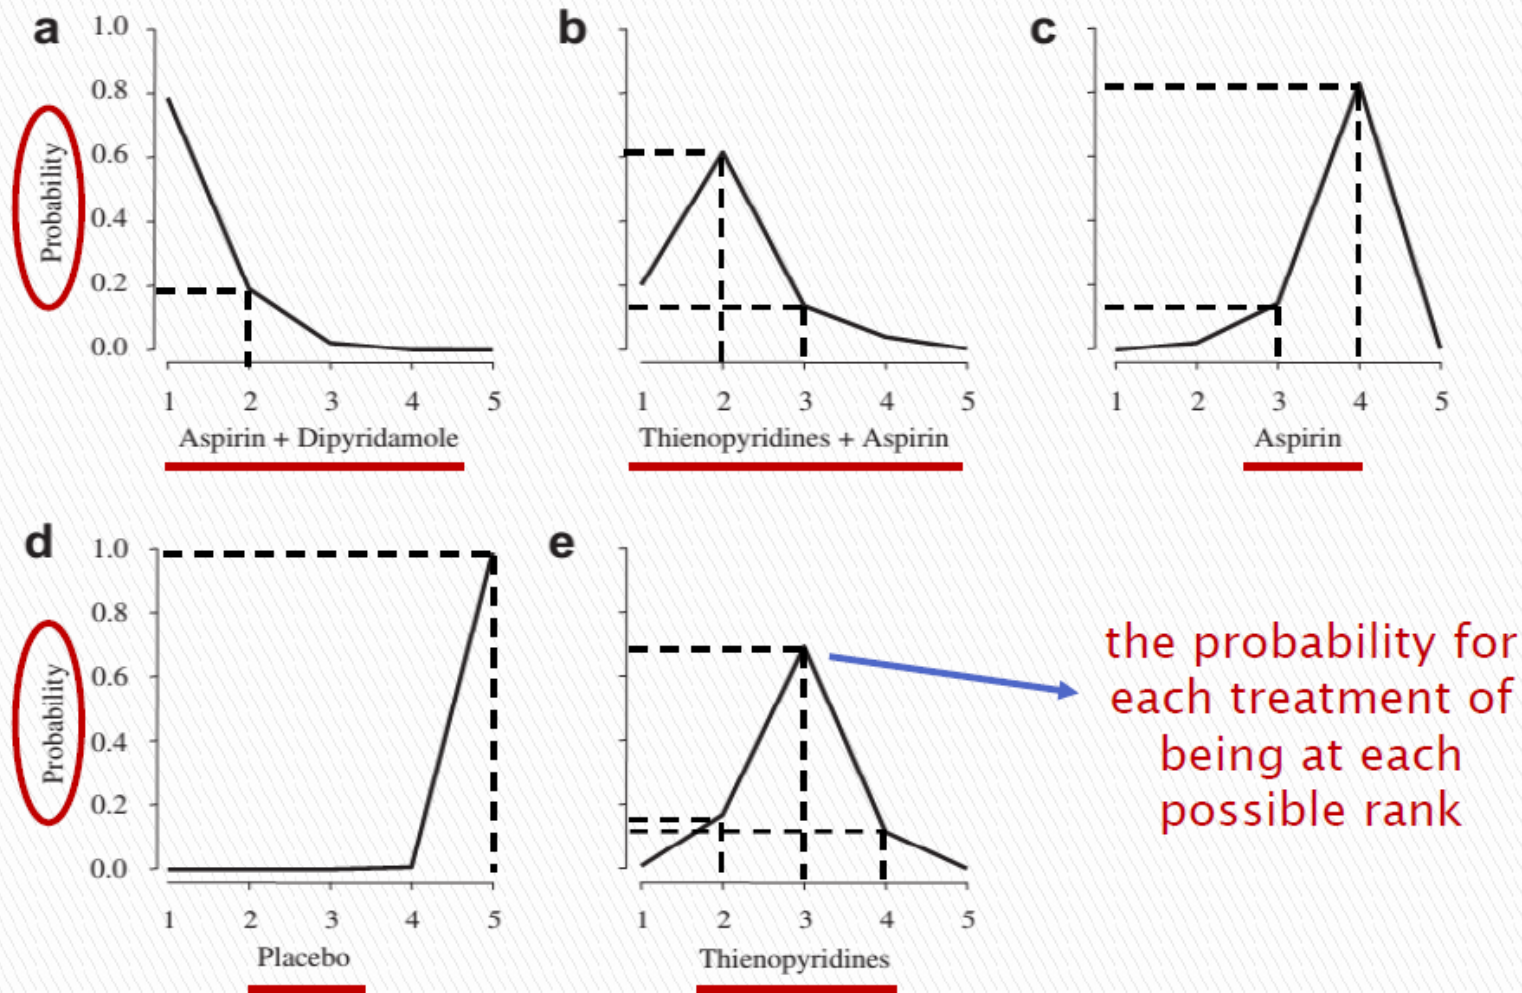 a
b
c
Probability
1.0
0.8
0.6
0.4
0.2
0.0
1 2 3 4 5
Aspirin + Dipyridamole
1 2 3 4 5
Thienopyridines + Aspirin
1 2 3 4 5
Aspirin
d
e
Probability
1.0
0.8
0.6
0.4
0.2
0.0
1 2 3 4 5
Placebo
1 2 3 4 5
Thienopyridines
the probability for
each treatment of
being at each
possible rank